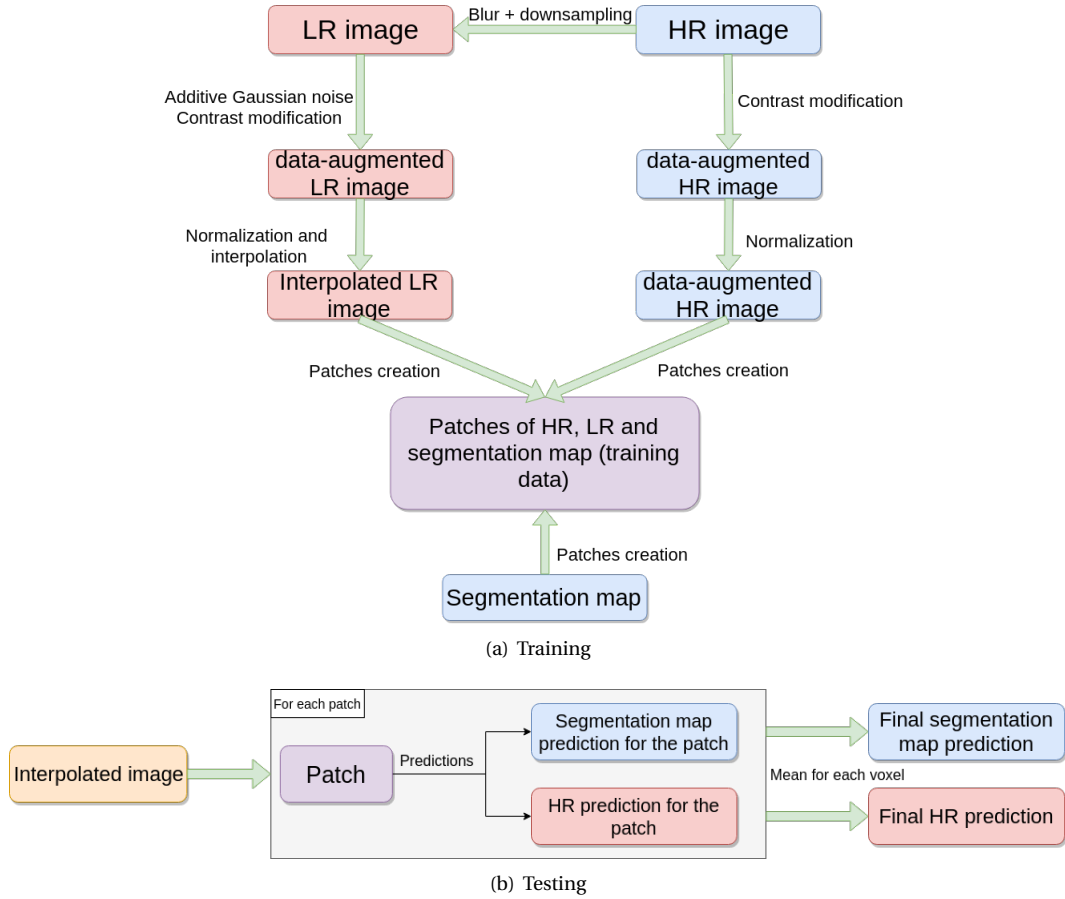 LR image
Blur + downsampling
HR image
Additive Gaussian noise
Contrast modification
Contrast modification
data-augmented
LR image
data-augmented
HR image
Normalization and
interpolation
Normalization
Interpolated LR
image
data-augmented
HR image
Patches creation
Patches creation
Patches of HR, LR and
segmentation map (training
data)
Patches creation
Segmentation map
(a) Training
For each patch
Interpolated image
Patch
Predictions
Segmentation map
prediction for the patch
HR prediction for the
patch
Final segmentation
map prediction
Mean for each voxel
Final HR prediction
(b) Testing